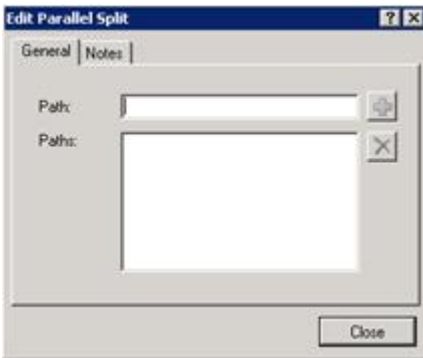 Edit Parallel Split
General Notes
Path:
Paths:
Close